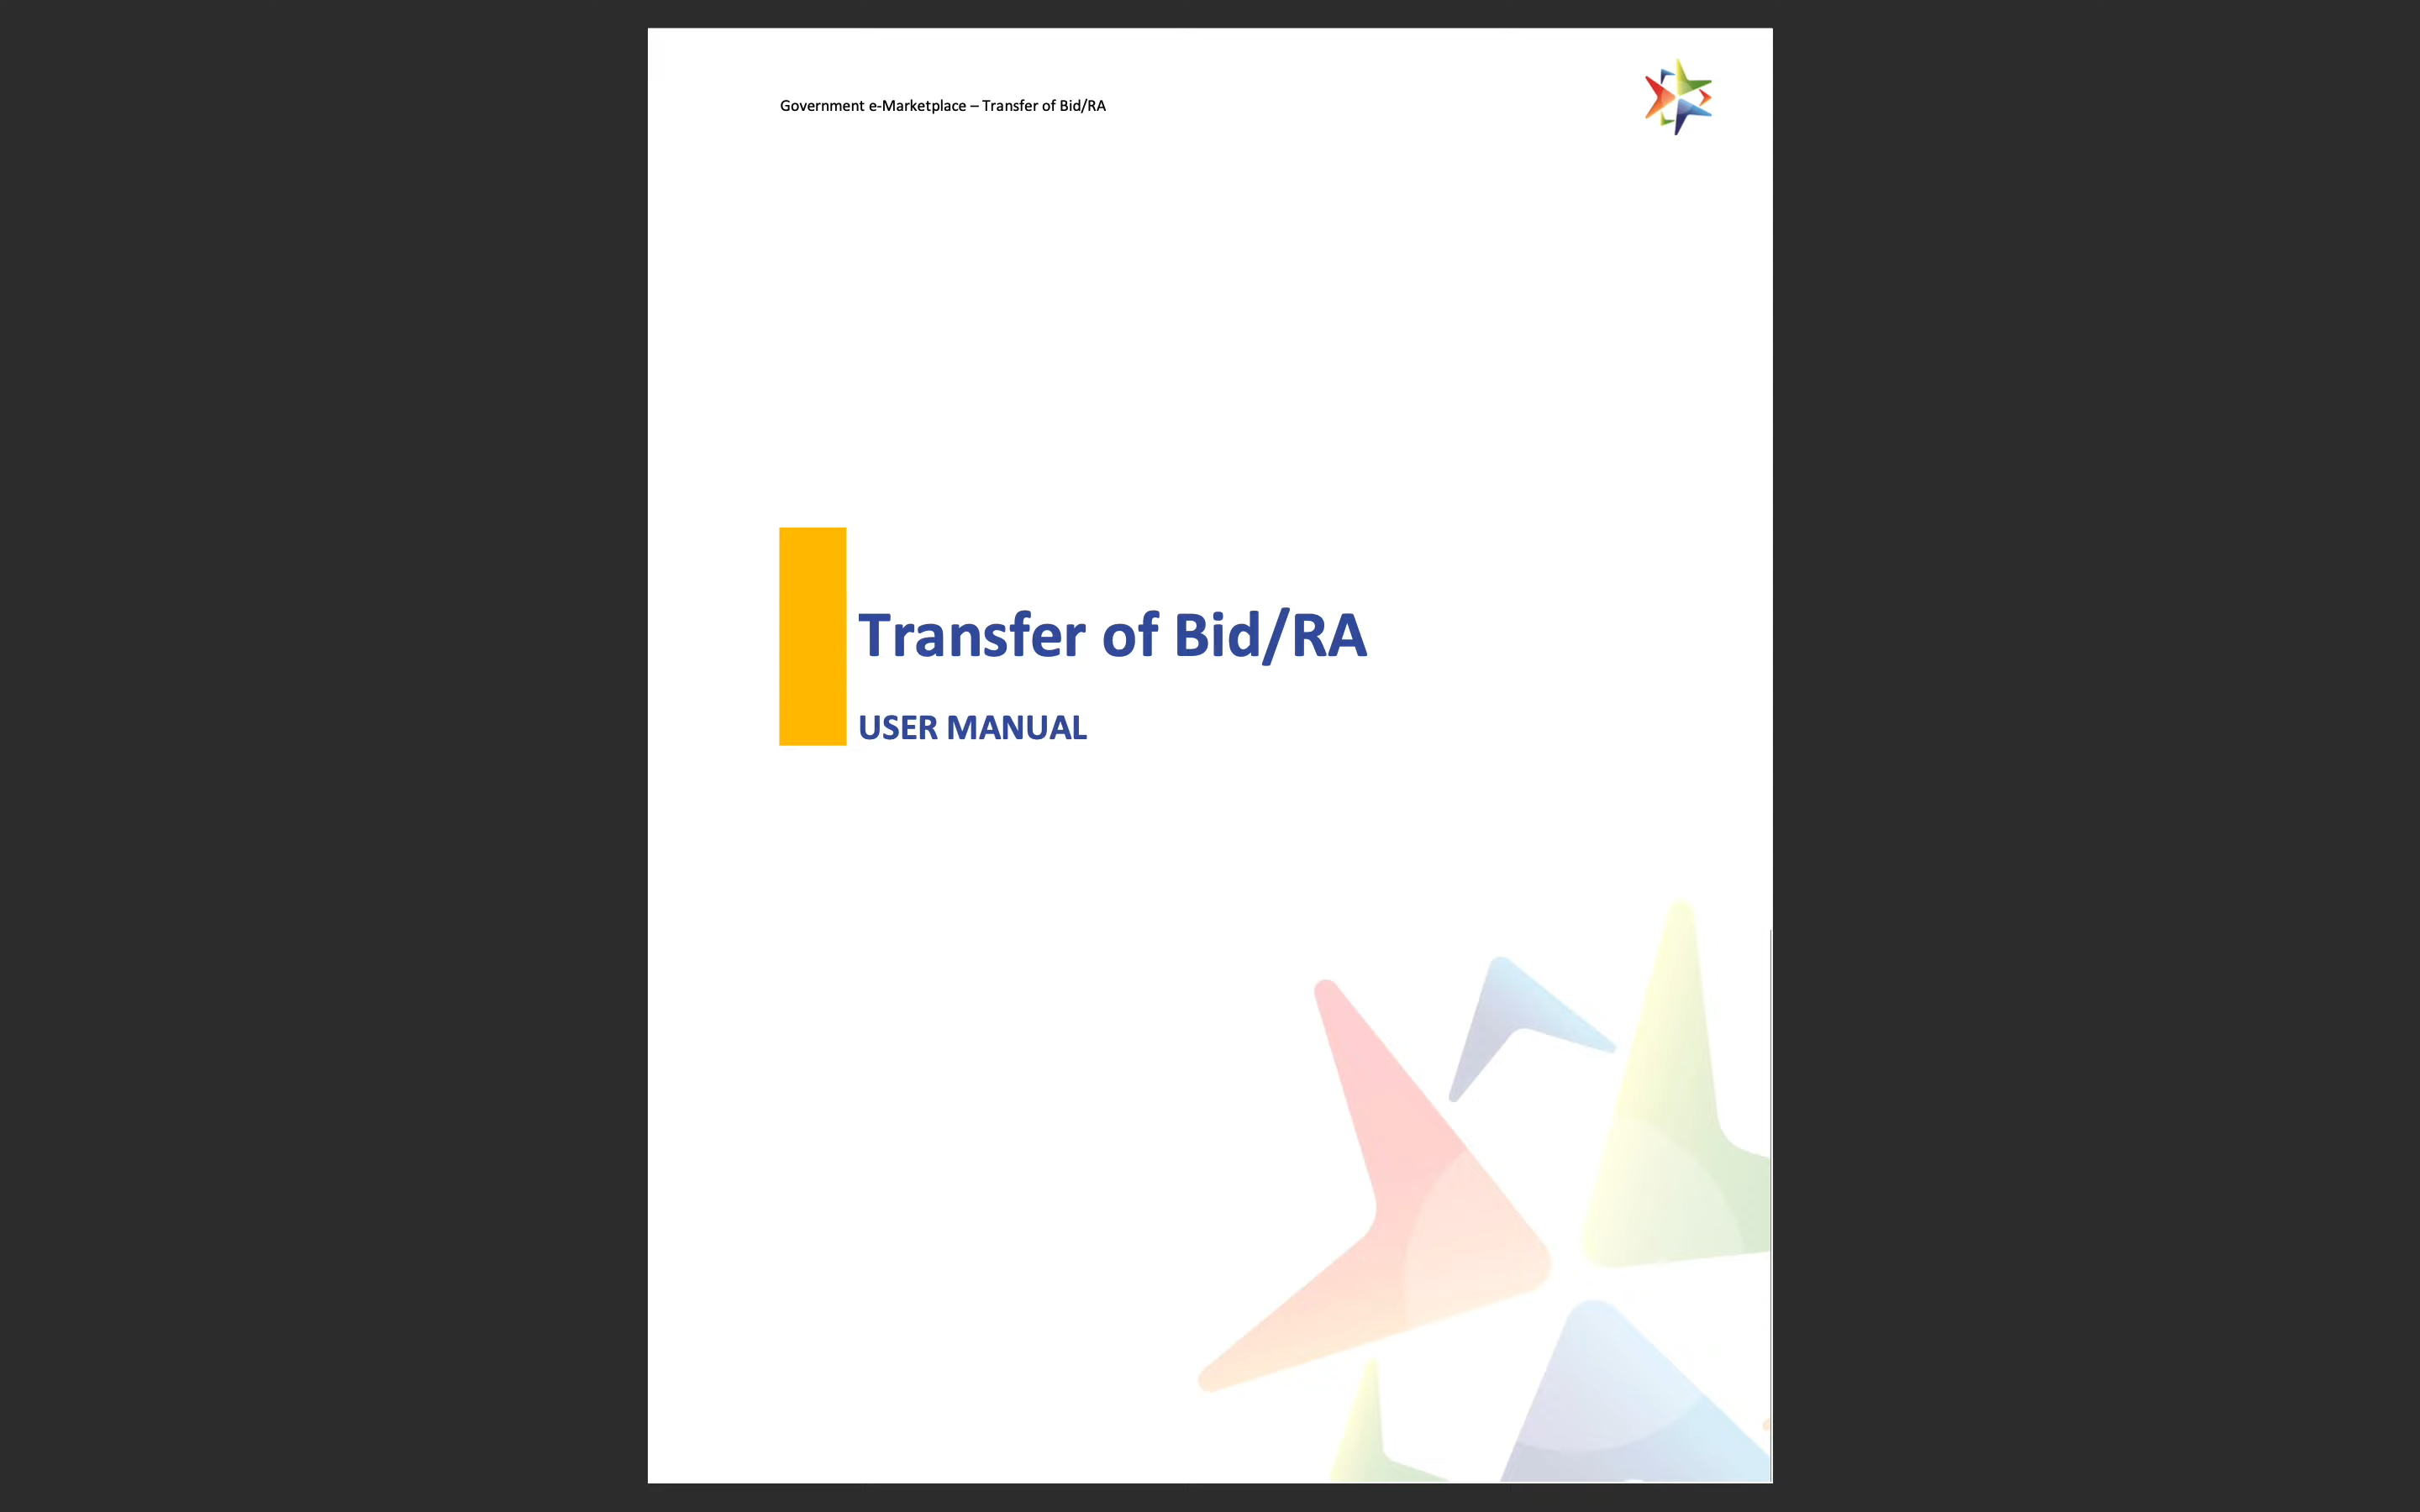 Government e-Marketplace – Transfer of Bid/RA
Transfer of Bid/RA
USER MANUAL